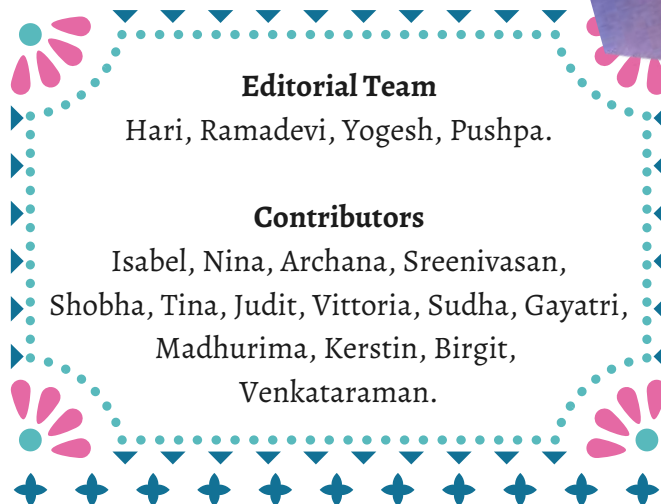 Editorial Team
Hari, Ramadevi, Yogesh, Pushpa.
Contributors
Isabel, Nina, Archana, Sreenivasan,
Shobha, Tina, Judit, Vittoria, Sudha, Gayatri,
Madhurima, Kerstin, Birgit,
Venkataraman.